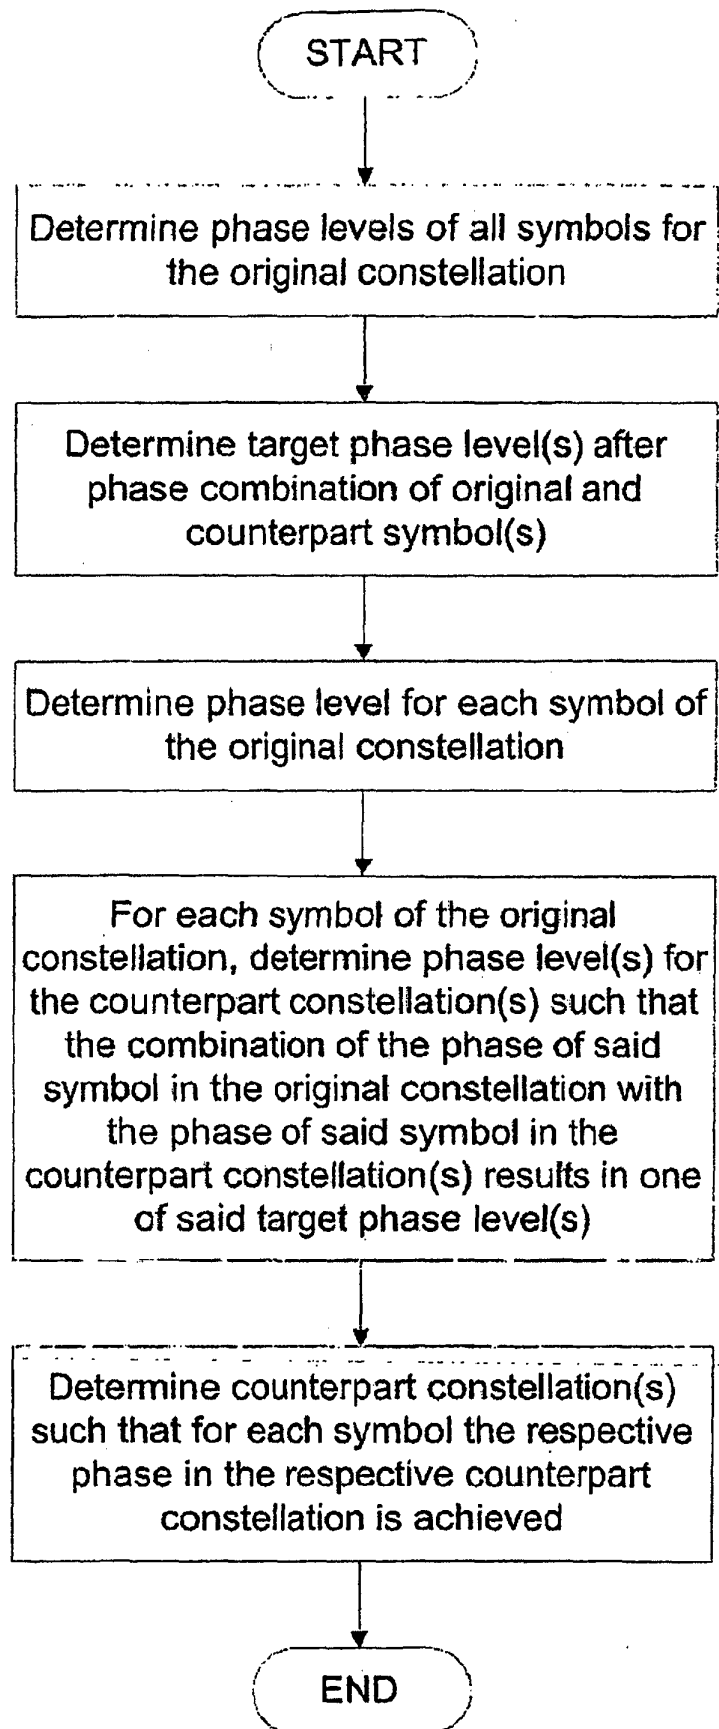 START
Determine phase levels of all symbols for
the original constellation
Determine target phase level(s) after
phase combination of original and
counterpart symbol(s)
Determine phase level for each symbol of
the original constellation
For each symbol of the original
constellation, determine phase level(s) for
the counterpart constellation(s) such that
the combination of the phase of said
symbol in the original constellation with
the phase of said symbol in the
counterpart constellation(s) results in one
of said target phase level(s)
Determine counterpart constellation(s)
such that for each symbol the respective
phase in the respective counterpart
constellation is achieved
END